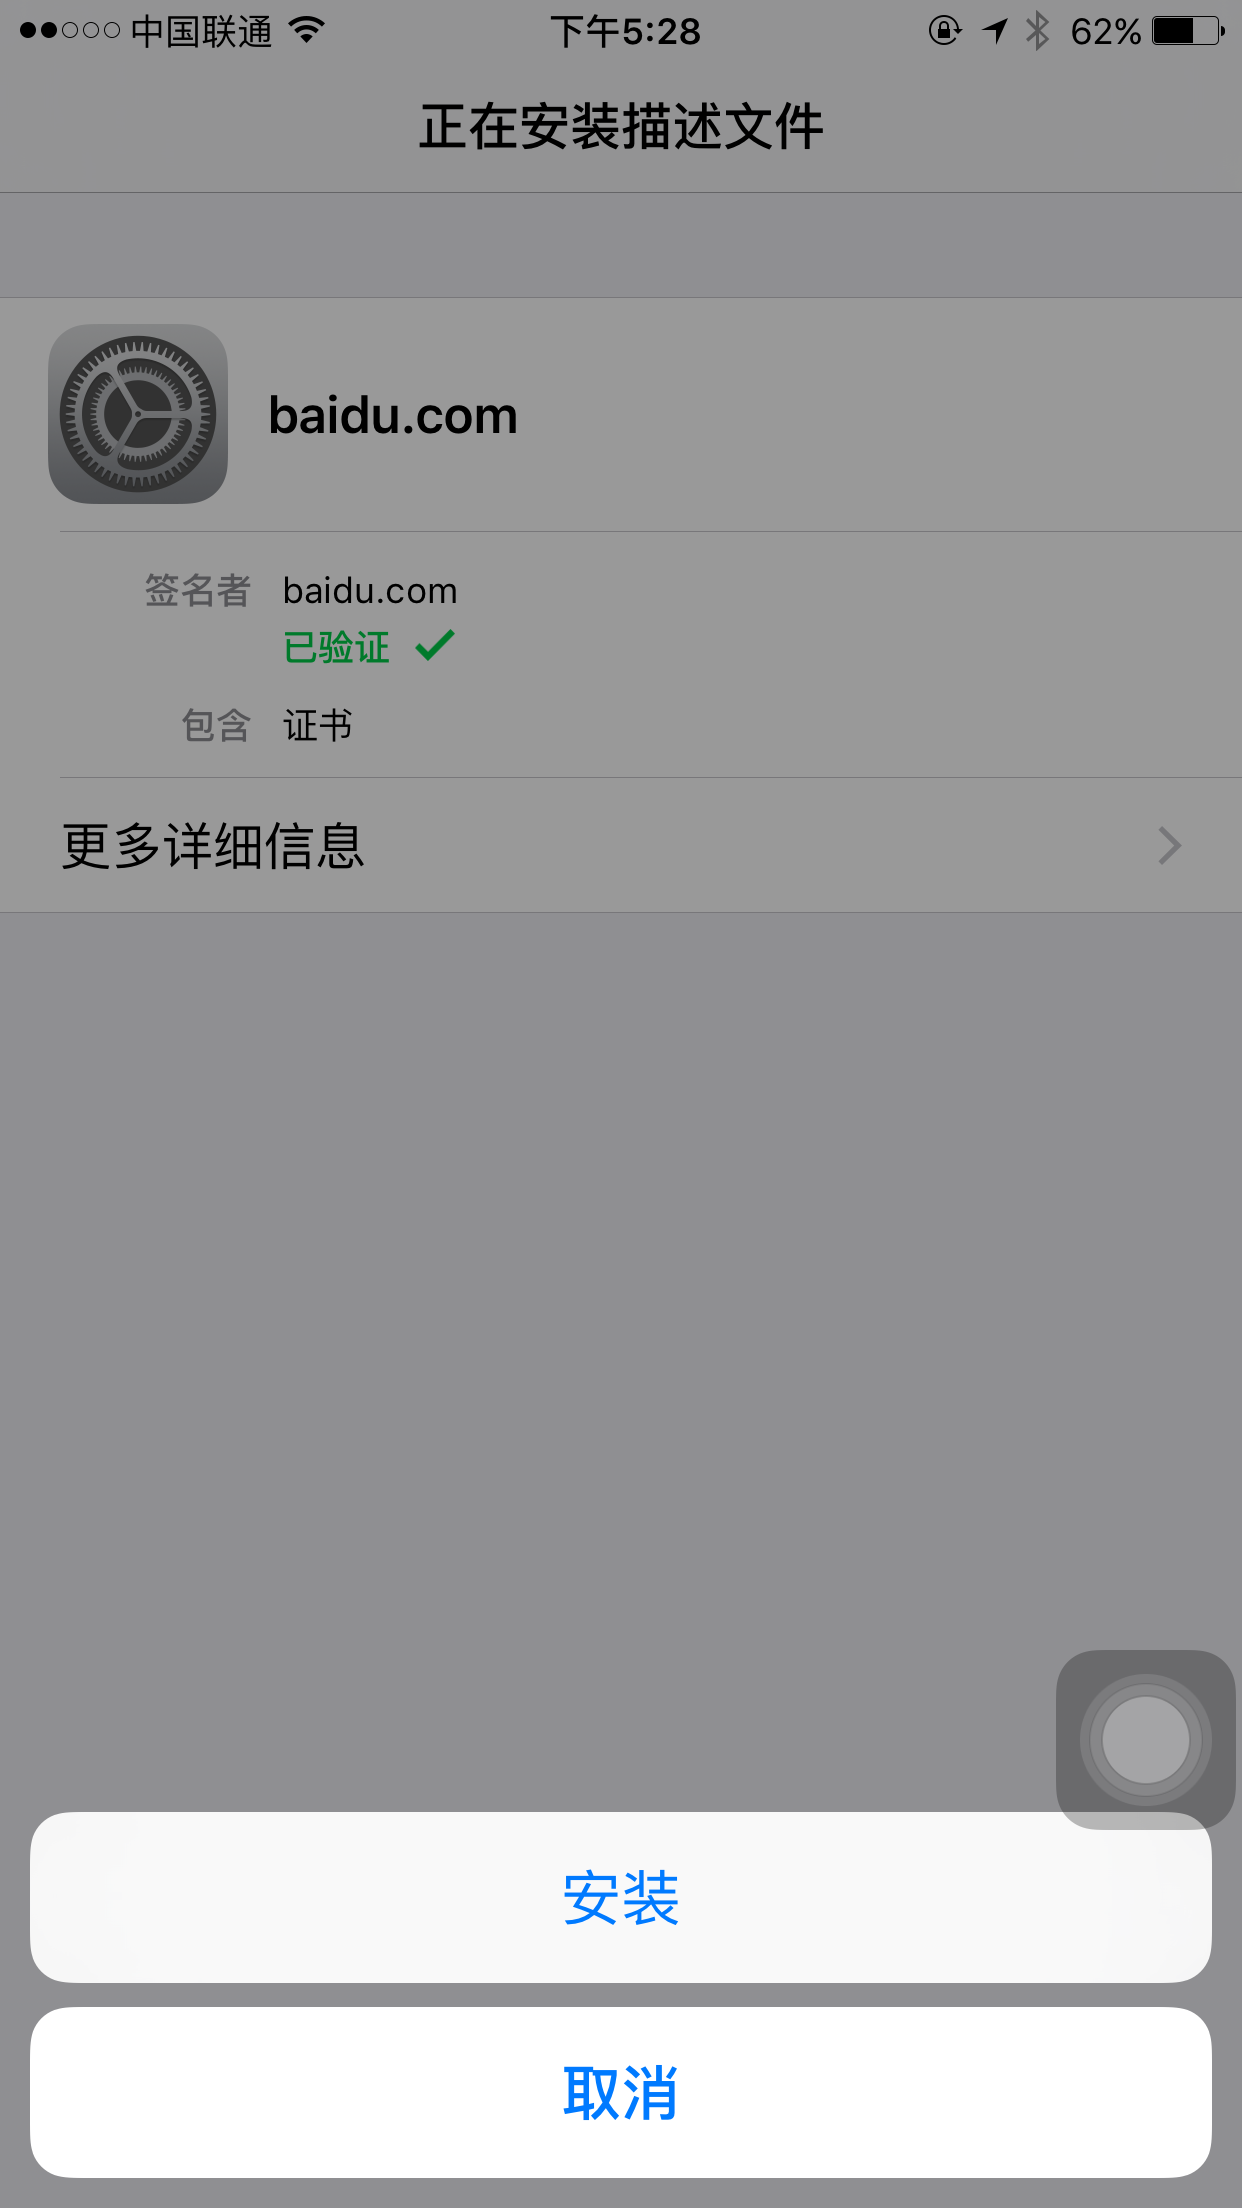 中国联通 下午5:28 62%
正在安装描述文件
baidu.com
签名者 baidu.com
已验证
包含 证书
更多详细信息
安装
取消